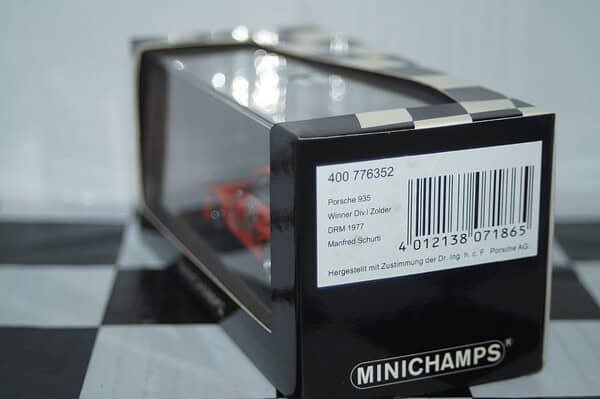 400 776352
Porsche 935
Winner Div.I Zolder
DRM 1977
Manfred Schurti
4 012138 071865
Hergestellt mit Zustimmung der Dr. Ing. h. c. F Porsche AG.
MINICHAMPS®